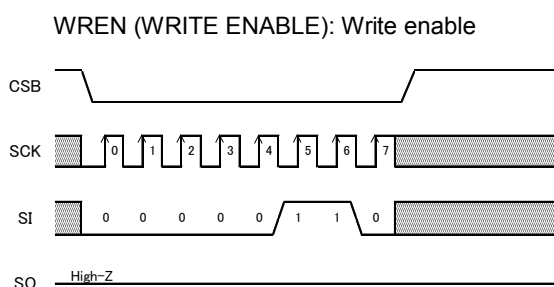 WREN (WRITE ENABLE): Write enable
CSB
SCK 0 1 2 3 4 5 6 7
SI 0 0 0 0 0 1 1 0
High-Z
SO